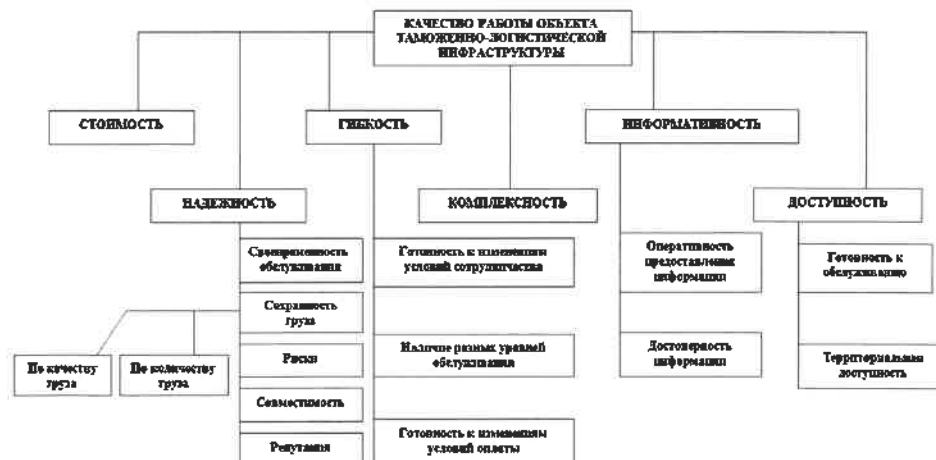 КАЧЕСТВО РАБОТЫ ОБЪЕКТА
ТАМОЖЕННО-ЛОГИСТИЧЕСКОЙ
ИНФРАСТРУКТУРЫ
СТОИМОСТЬ
ГИБКОСТЬ
ИНФОРМАТИВНОСТЬ
НАДЕЖНОСТЬ
КОМПЛЕКСНОСТЬ
ДОСТУПНОСТЬ
Своевременность
обслуживания
Сохранность
груза
По качеству
груза
По количеству
груза
Риски
Совместимость
Репутация
Готовность к изменениям
условий сотрудничества
Наличие разных уровней
обслуживания
Готовность к изменениям
условий оплаты
Оперативность
предоставления
информации
Достоверность
информации
Готовность к
обслуживанию
Территориальная
доступность